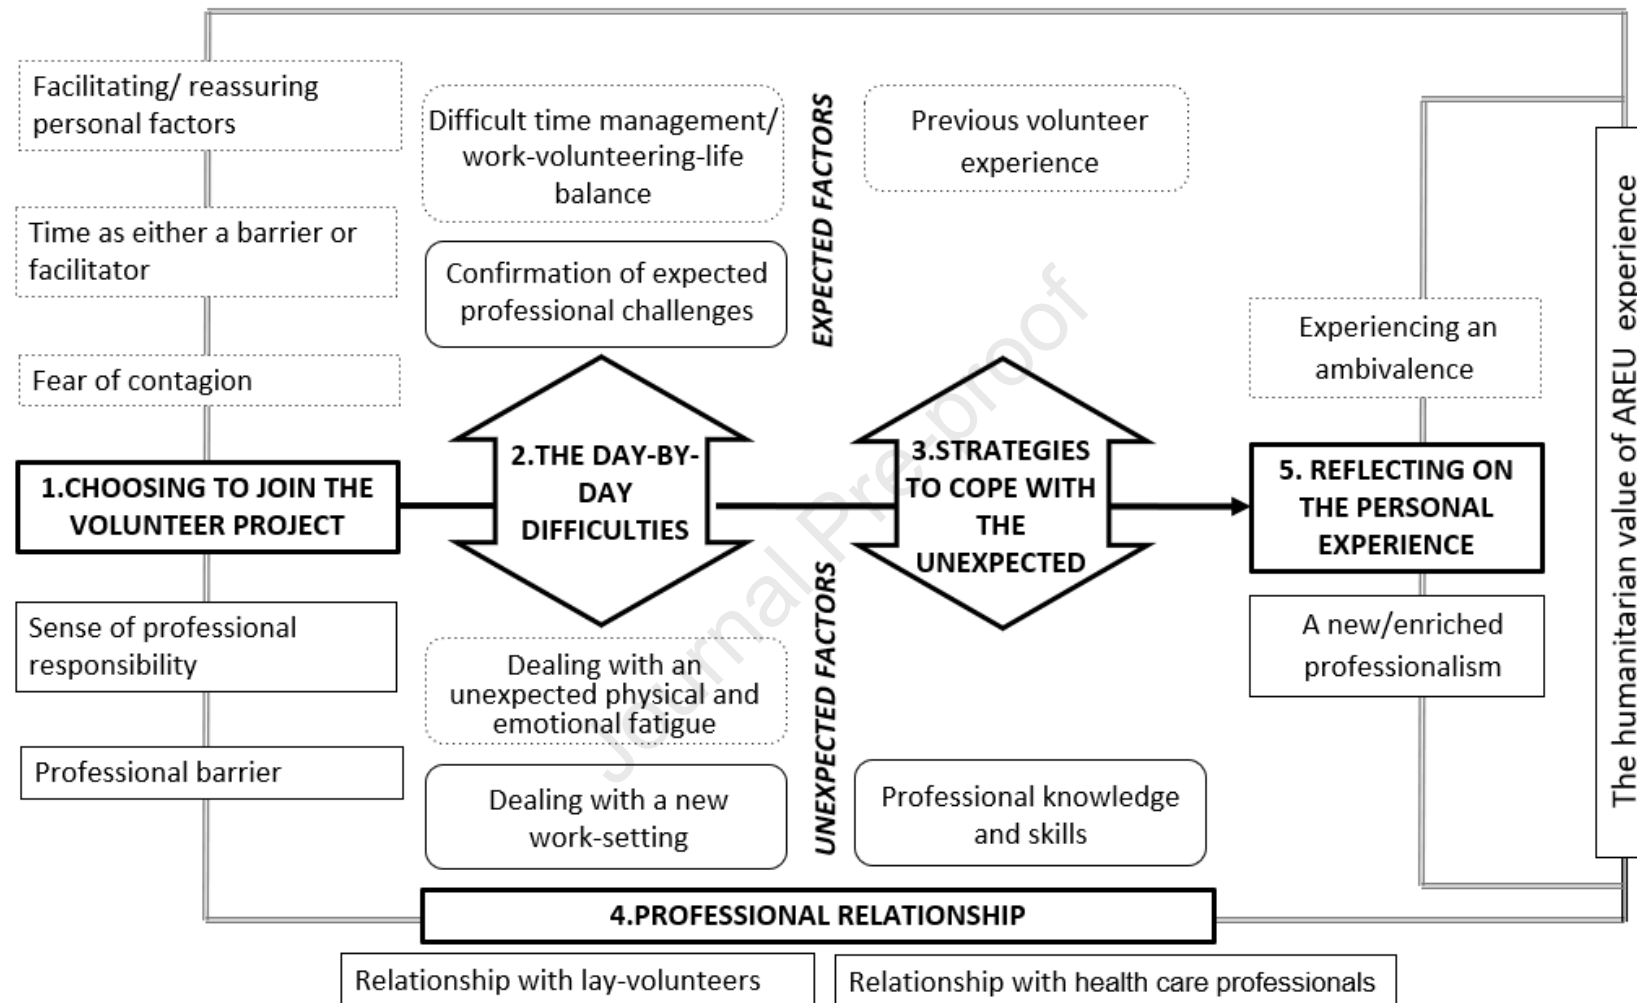 Facilitating/ reassuring
personal factors
Time as either a barrier or
facilitator
Fear of contagion
1.CHOOSING TO JOIN THE
VOLUNTEER PROJECT
Sense of professional
responsibility
Professional barrier
Difficult time management/
work-volunteering-life
balance
Confirmation of expected
professional challenges
2.THE DAY-BY-
DAY
DIFFICULTIES
Dealing with an
unexpected physical and
emotional fatigue
Dealing with a new
work-setting
EXPECTED FACTORS
UNEXPECTED FACTORS
Previous volunteer
experience
3.STRATEGIES
TO COPE WITH
THE
UNEXPECTED
Professional knowledge
and skills
Experiencing an
ambivalence
5. REFLECTING ON
THE PERSONAL
EXPERIENCE
A new/enriched
professionalism
The humanitarian value of AREU experience
4.PROFESSIONAL RELATIONSHIP
Relationship with lay-volunteers
Relationship with health care professionals
Journal Pre-proof